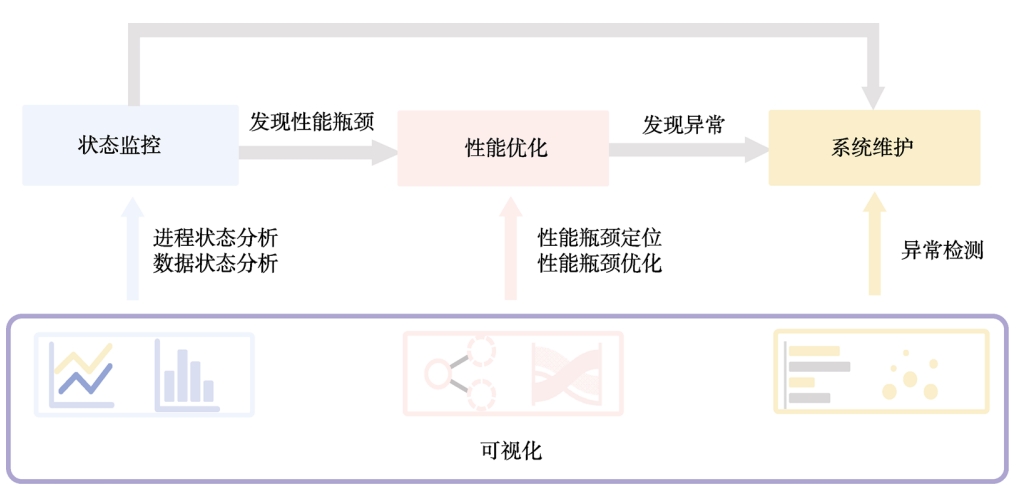 发现性能瓶颈
发现异常
状态监控
性能优化
系统维护
进程状态分析
数据状态分析
性能瓶颈定位
性能瓶颈优化
异常检测
可视化